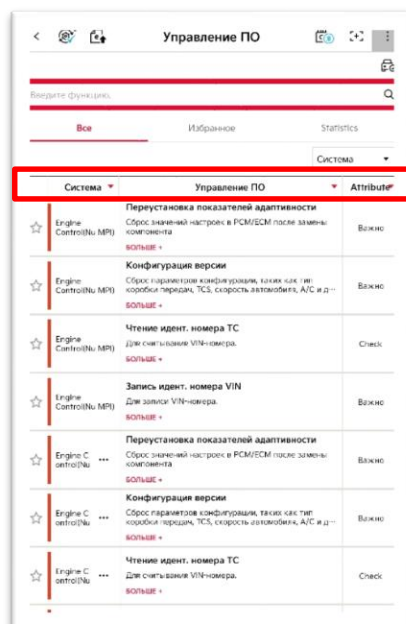 Управление ПО
Введите функцию.
Все Избранное Statistics
Система
Система Управление ПО Attribute
Переустановка показателей адаптивности
Engine Control(Nu MPI) Сброс значений настроек в PCM/ECM после замены компонента Важно
БОЛЬШЕ +
Конфигурация версии
Engine Control(Nu MPI) Сброс параметров конфигурации, таких как тип коробки передач, TCS, скорость автомобиля, A/C и д··· Важно
БОЛЬШЕ +
Чтение идент. номера ТС
Engine Control(Nu MPI) Для считывания VIN-номера. Check
БОЛЬШЕ +
Запись идент. номера VIN
Engine Control(Nu MPI) Для записи VIN-номера. Важно
БОЛЬШЕ +
Переустановка показателей адаптивности
Engine C ontrol(Nu ··· Сброс значений настроек в PCM/ECM после замены компонента Важно
БОЛЬШЕ +
Конфигурация версии
Engine C ontrol(Nu ··· Сброс параметров конфигурации, таких как тип коробки передач, TCS, скорость автомобиля, A/C и д··· Важно
БОЛЬШЕ +
Чтение идент. номера ТС
Engine C ontrol(Nu ··· Для считывания VIN-номера. Check
БОЛЬШЕ +